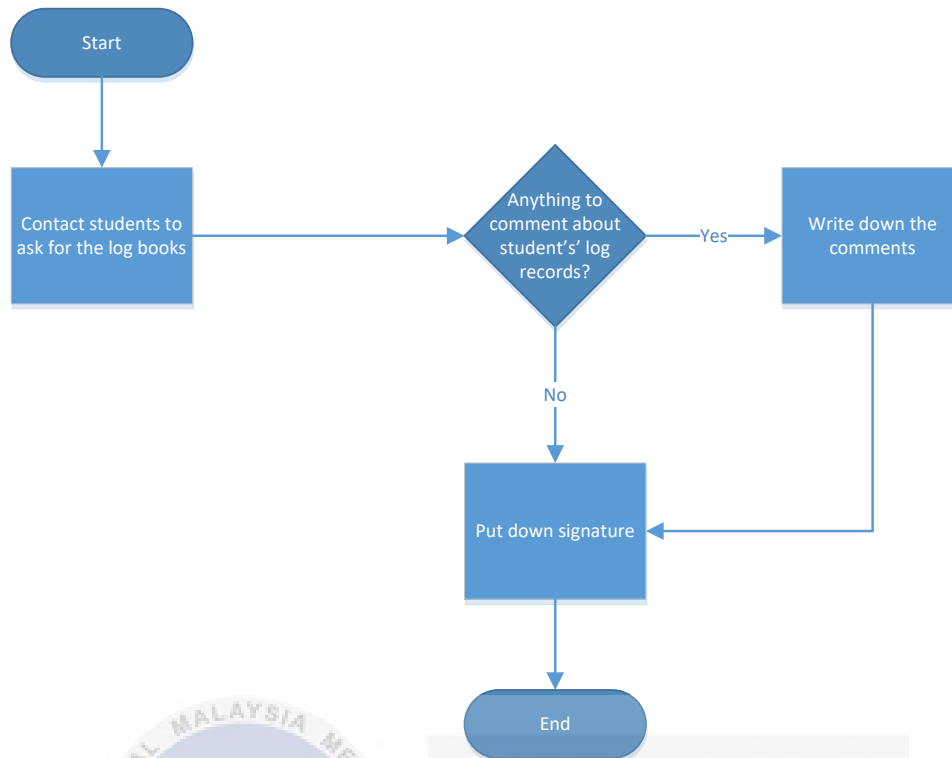 Start
Contact students to
ask for the log books
Anything to
comment about
student's' log
records?
Yes
Write down the
comments
No
Put down signature
End
MALAYSIA